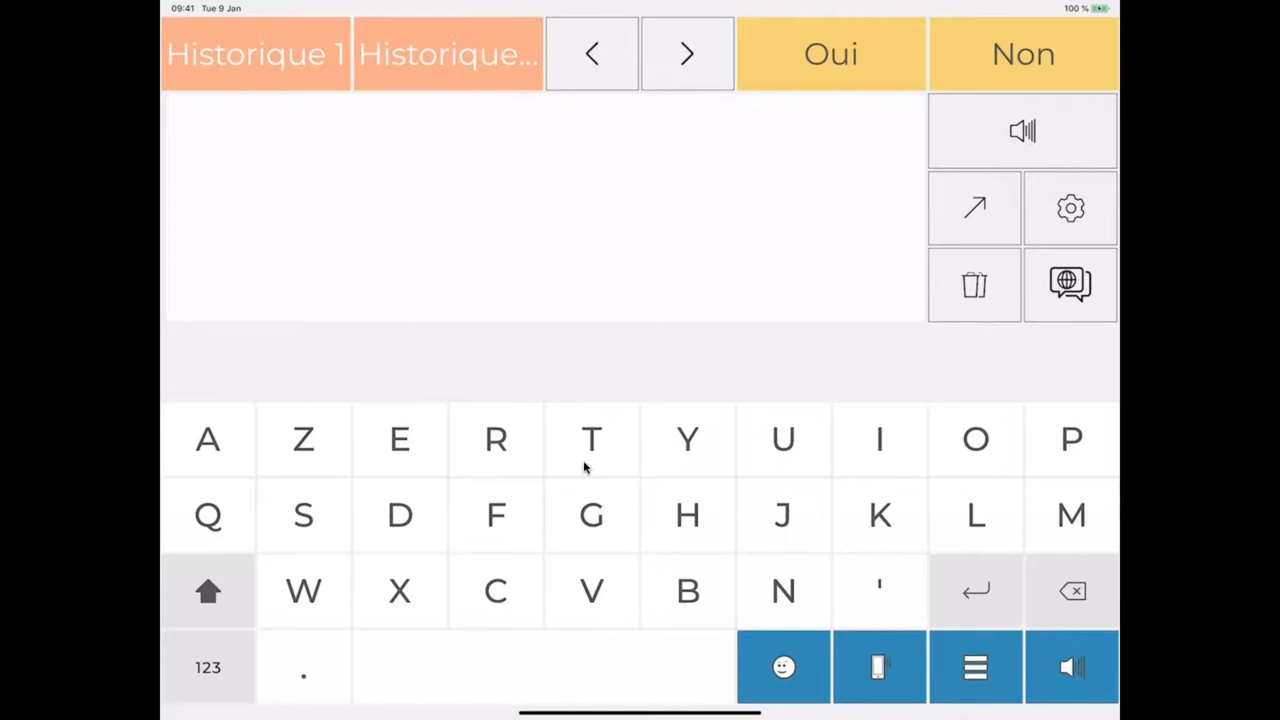 09:41 Tue 9 Jan 100 %
Historique 1 Historique... Oui Non
A Z E R T Y U I O P
Q S D F G H J K L M
W X C V B N '
123 .